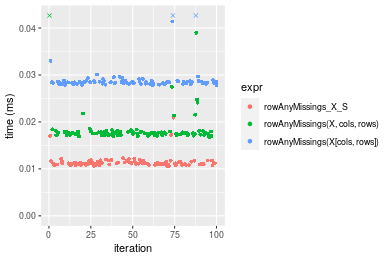 0.04
0.03
0.02
0.01
0.00
time (ms)
0
25
50
75
100
iteration
expr
rowAnyMissings_X_S
rowAnyMissings(X, cols, rows)
rowAnyMissings(X[cols, rows])